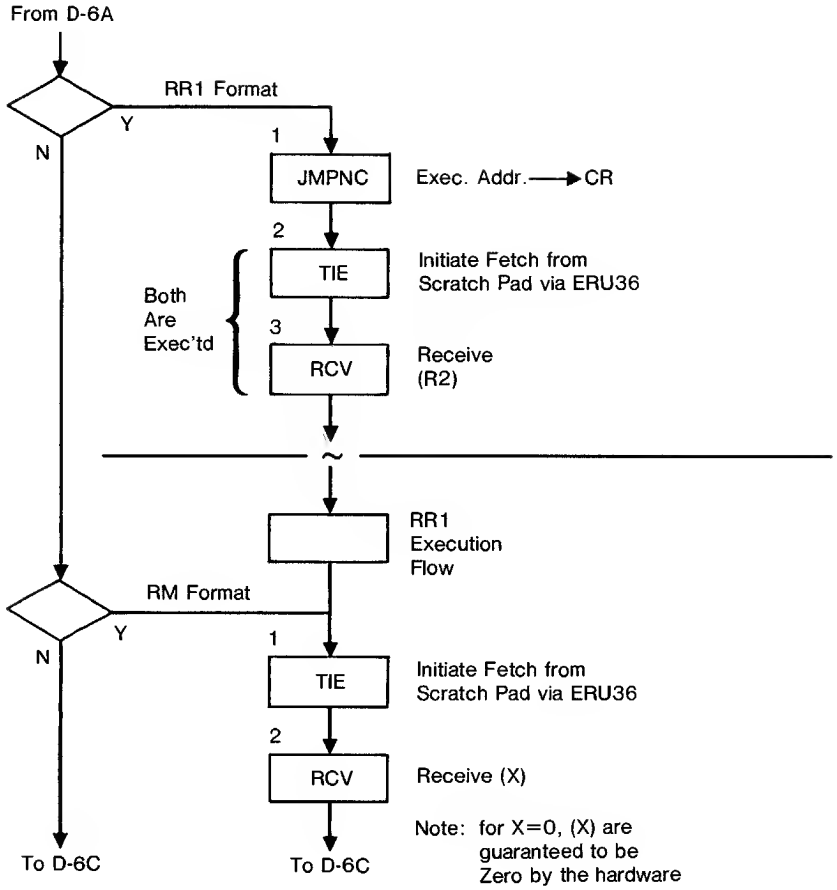 From D-6A
RR1 Format
Y
N
1
JMPNC
Exec. Addr. → CR
2
TIE
Initiate Fetch from
Scratch Pad via ERU36
Both
Are
Exec'td
3
RCV
Receive
(R2)
~
RR1
Execution
Flow
RM Format
Y
N
1
TIE
Initiate Fetch from
Scratch Pad via ERU36
2
RCV
Receive (X)
To D-6C
To D-6C
Note: for X=0, (X) are
guaranteed to be
Zero by the hardware